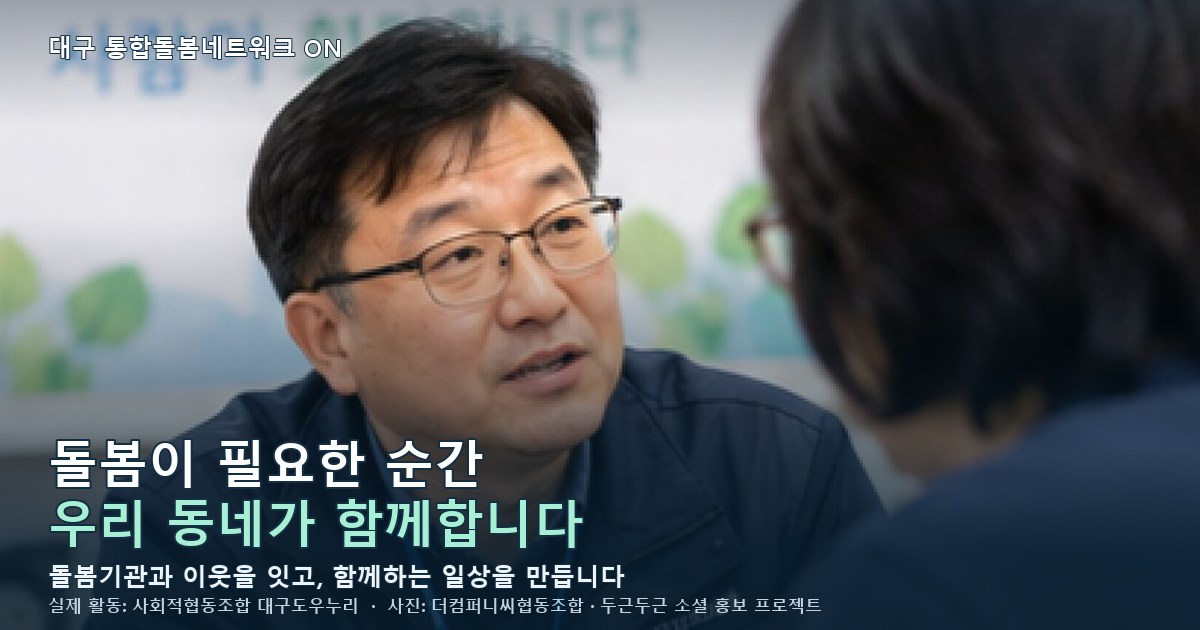 대구 통합돌봄네트워크 ON
사람이
돌봄이 필요한 순간
우리 동네가 함께합니다
돌봄기관과 이웃을 잇고, 함께하는 일상을 만듭니다
실제 활동: 사회적협동조합 대구도우누리 · 사진: 더컴퍼니씨협동조합 · 두근두근 소셜 홍보 프로젝트